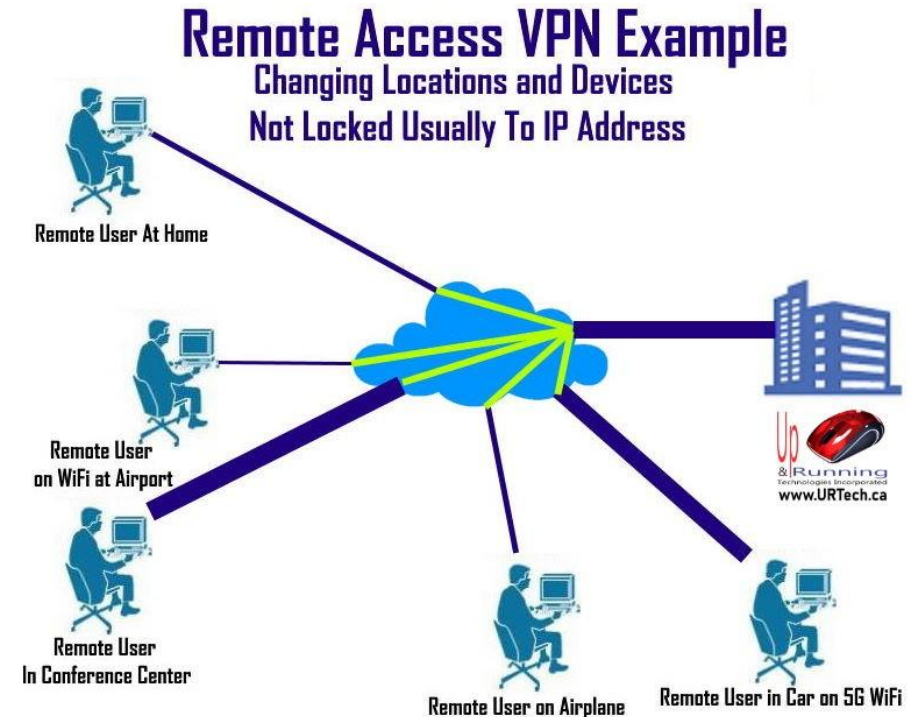 Remote Access VPN Example
Changing Locations and Devices
Not Locked Usually To IP Address
Remote User At Home
Remote User
on WiFi at Airport
Up
& Running
Technologies Incorporated
www.URTech.ca
Remote User
In Conference Center
Remote User on Airplane
Remote User in Car on 5G WiFi